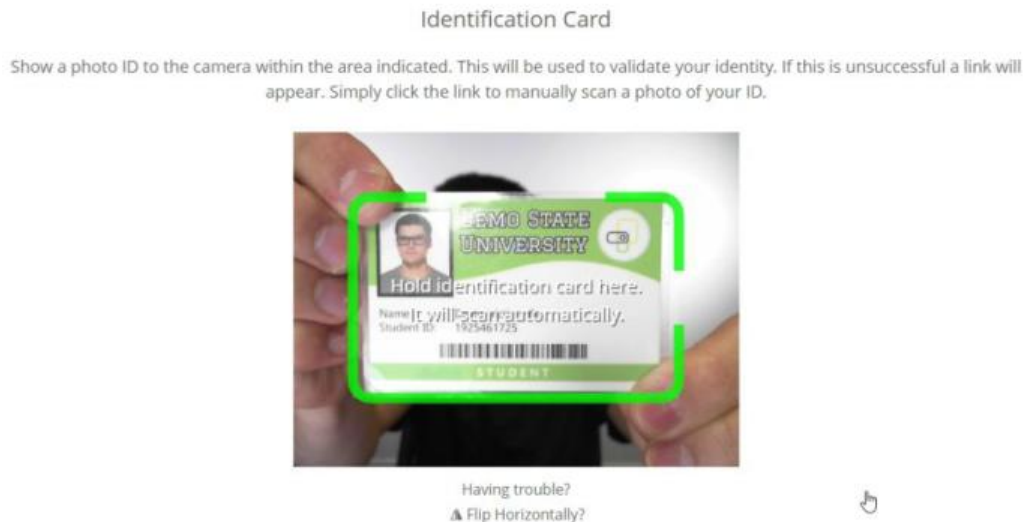 Identification Card
Show a photo ID to the camera within the area indicated. This will be used to validate your identity. If this is unsuccessful a link will
appear. Simply click the link to manually scan a photo of your ID.
DEMO STATE
UNIVERSITY
Hold identification card here.
It will scan automatically.
Name
Student ID: 1925461725
STUDENT
Having trouble?
Flip Horizontally?